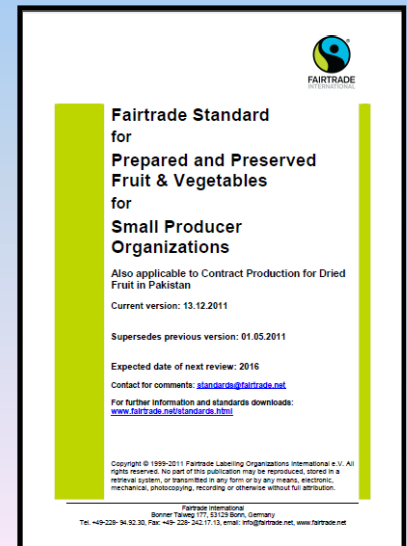 FAIRTRADE
INTERNATIONAL
Fairtrade Standard
for
Prepared and Preserved
Fruit & Vegetables
for
Small Producer
Organizations
Also applicable to Contract Production for Dried
Fruit in Pakistan
Current version: 13.12.2011
Supersedes previous version: 01.05.2011
Expected date of next review: 2016
Contact for comments: standards@fairtrade.net
For further information and standards downloads:
www.fairtrade.net/standards.html
Copyright © 1999-2011 Fairtrade Labelling Organizations International e.V. All
rights reserved. No part of this publication may be reproduced, stored in a
retrieval system, or transmitted in any form or by any means, electronic,
mechanical, photocopying, recording or otherwise without full attribution.
Fairtrade International
Bonner Talweg 177, 53129 Bonn, Germany
Tel. +49-228- 94.92.30, Fax: +49- 228- 242.17.13, email: info@fairtrade.net, www.fairtrade.net